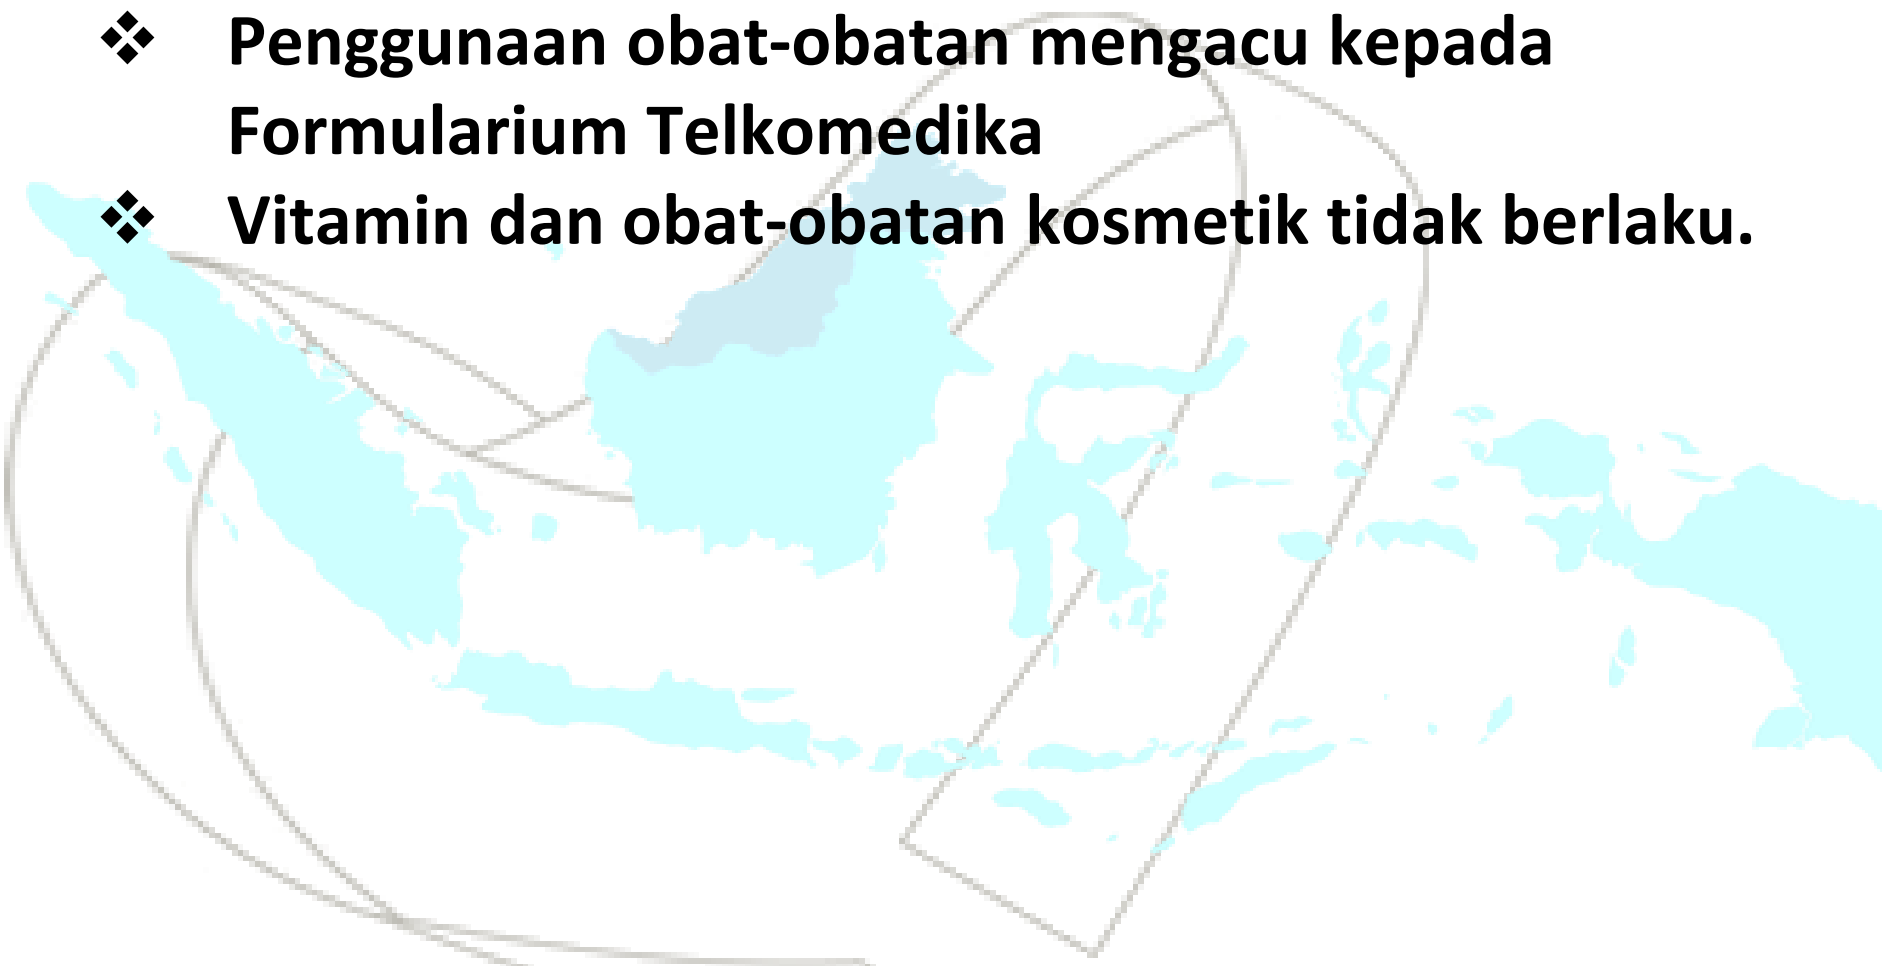 ❖ Penggunaan obat-obatan mengacu kepada
Formularium Telkomedika
❖ Vitamin dan obat-obatan kosmetik tidak berlaku.